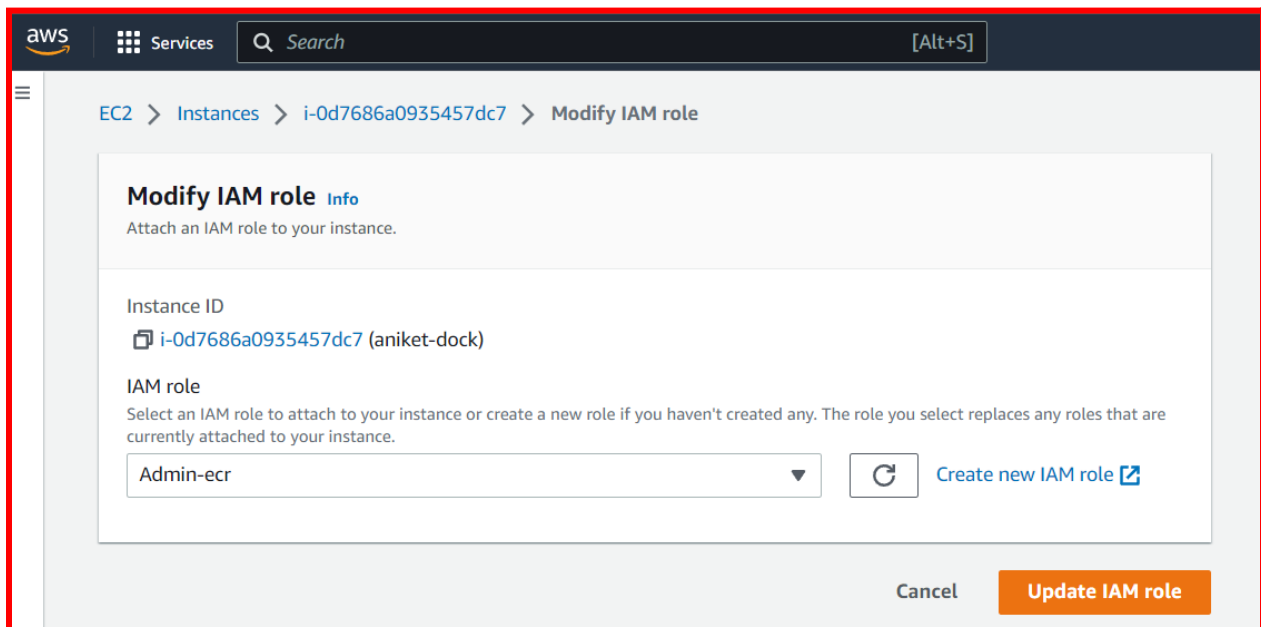 aws Services Search [Alt+S]
EC2 > Instances > i-0d7686a0935457dc7 > Modify IAM role
Modify IAM role Info
Attach an IAM role to your instance.
Instance ID
i-0d7686a0935457dc7 (aniket-dock)
IAM role
Select an IAM role to attach to your instance or create a new role if you haven't created any. The role you select replaces any roles that are
currently attached to your instance.
Admin-ecr Create new IAM role
Cancel Update IAM role